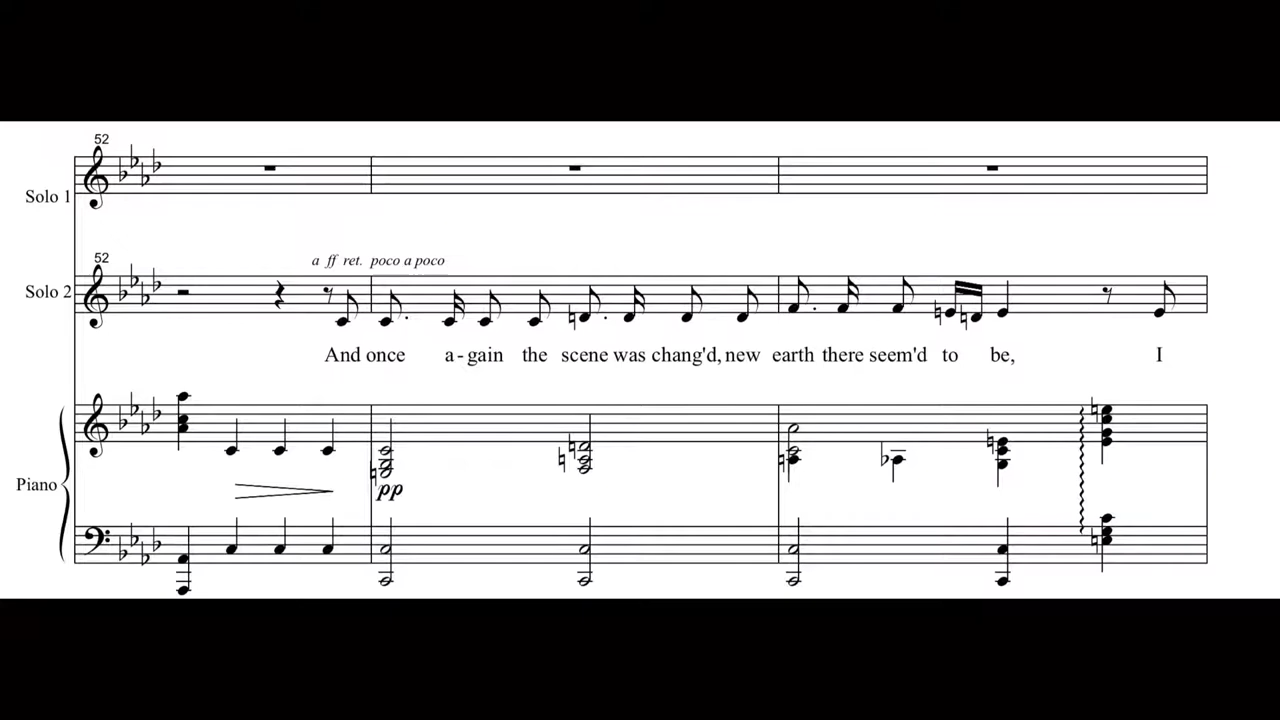 52
Solo 1
a ff ret. poco a poco
52
Solo 2
And once a-gain the scene was chang'd, new earth there seem'd to be, I
Piano
pp